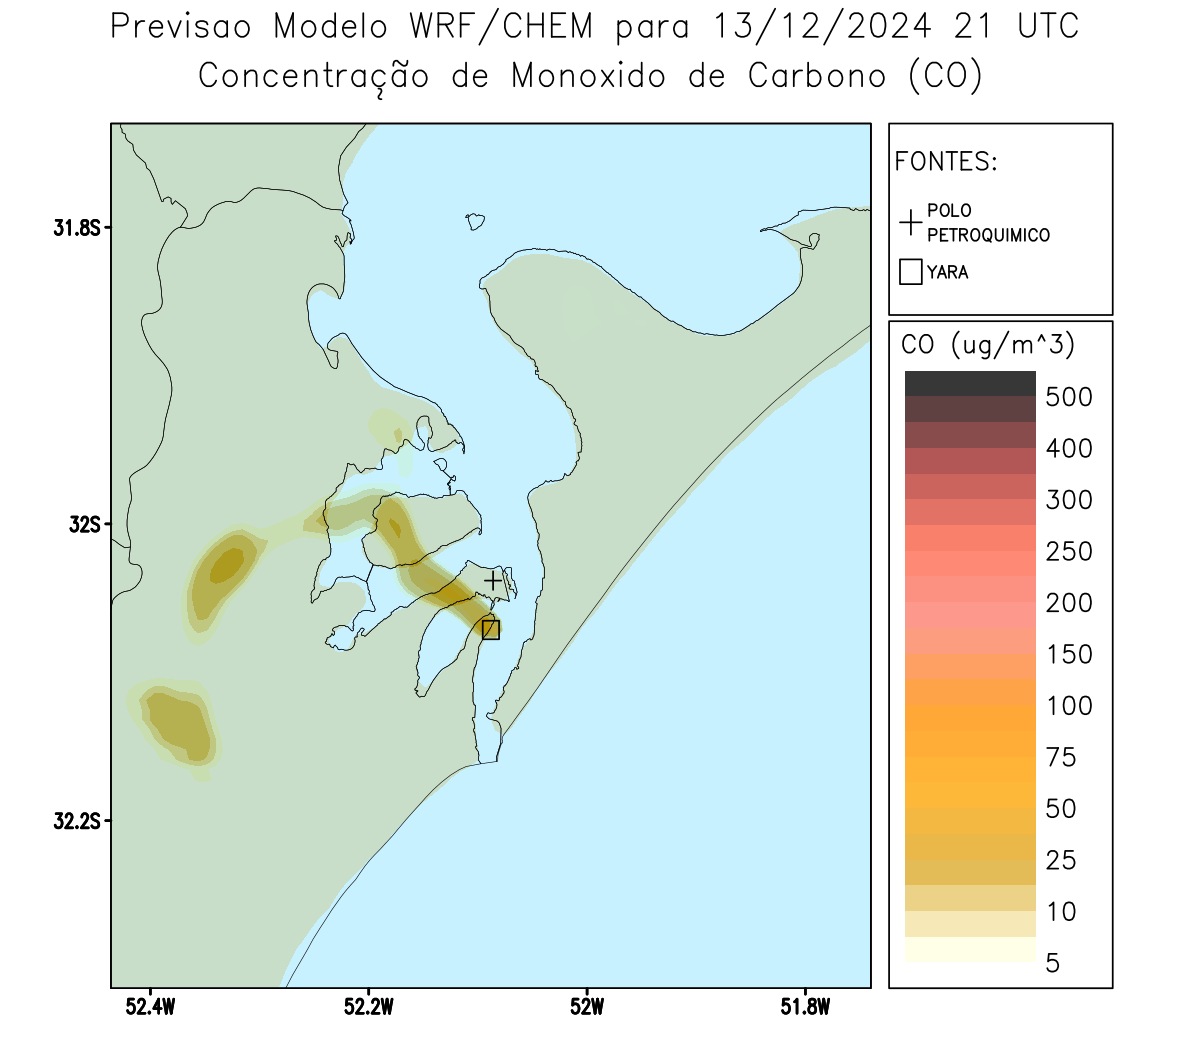 Previsao Modelo WRF/CHEM para 13/12/2024 21 UTC
Concentração de Monoxido de Carbono (CO)
FONTES:
POLO
PETROQUIMICO
YARA
31.8S
32S
32.2S
52.4W
52.2W
52W
51.8W
CO (ug/m^3)
500
400
300
250
200
150
100
75
50
25
10
5